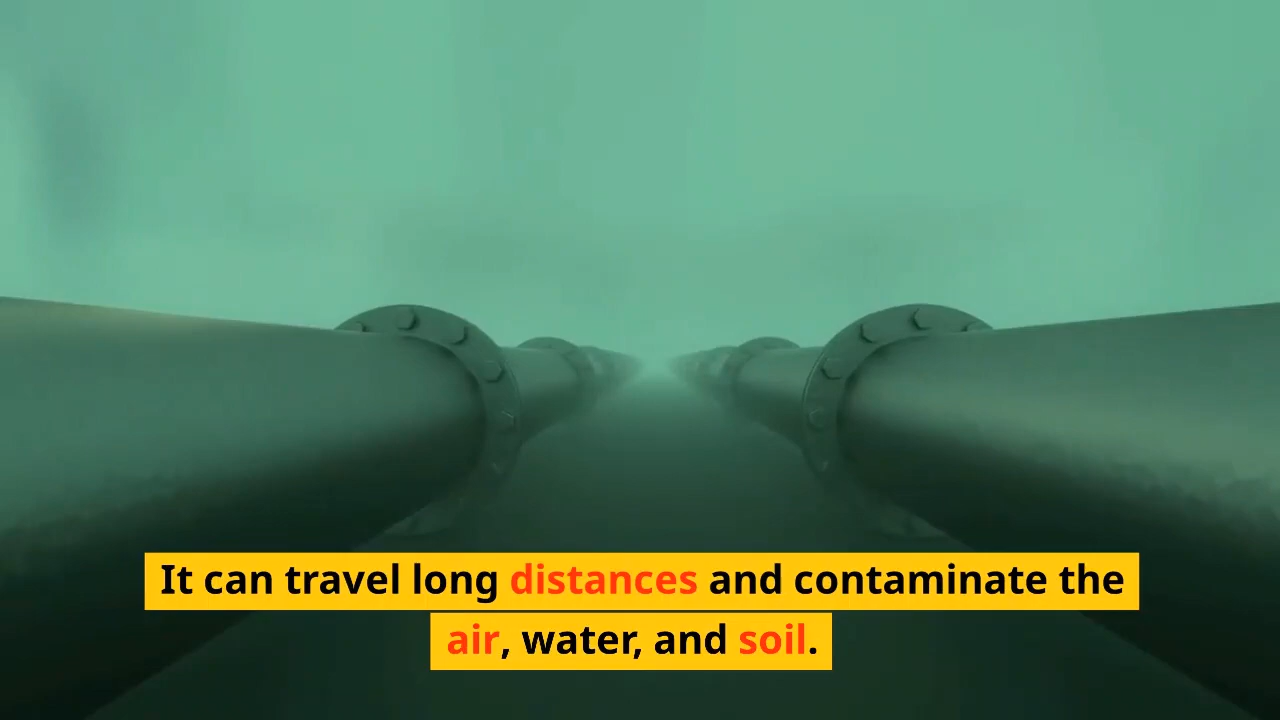 It can travel long distances and contaminate the
air, water, and soil.